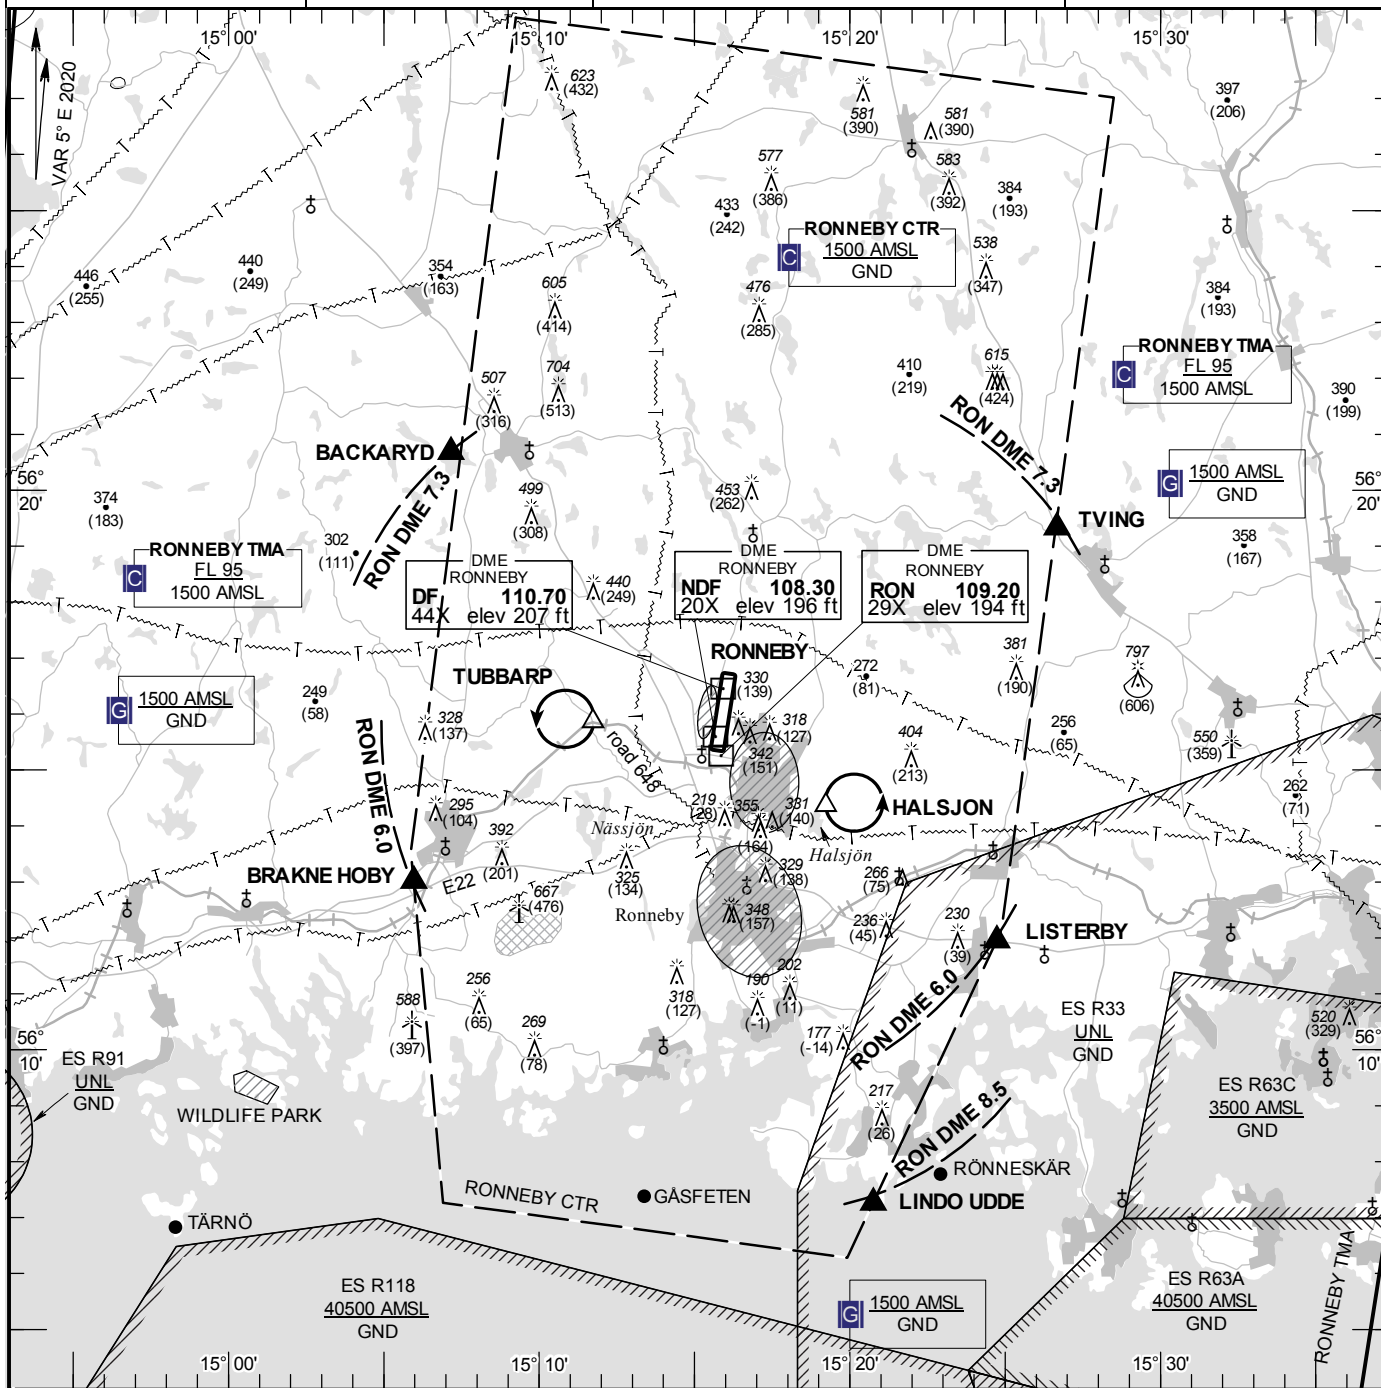 15° 00'
15° 10'
15° 20'
15° 30'
VAR 5° E 2020
623
(432)
581
(390)
581
(390)
397
(206)
577
(386)
583
(392)
384
(193)
433
(242)
RONNEBY CTR
C
1500 AMSL
GND
538
(347)
446
(255)
440
(249)
354
(163)
605
(414)
476
(285)
384
(193)
RONNEBY TMA
C
FL 95
1500 AMSL
507
(316)
704
(513)
410
(219)
615
(424)
390
(199)
RON DME 7.3
BACKARYD
56°
20'
374
(183)
499
(308)
453
(262)
G
1500 AMSL
GND
56°
20'
TVING
RON DME 7.3
302
(111)
358
(167)
RONNEBY TMA
C
FL 95
1500 AMSL
440
(249)
DME
RONNEBY
DF 110.70
44X elev 207 ft
DME
RONNEBY
NDF 108.30
20X elev 196 ft
DME
RONNEBY
RON 109.20
29X elev 194 ft
RONNEBY
TUBBARP
330
(139)
272
(81)
381
(190)
797
(606)
G
1500 AMSL
GND
249
(58)
328
(137)
road 648
318
(127)
342
(151)
404
(213)
256
(65)
550
(359)
RON DME 6.0
295
(104)
219
(28)
355
(164)
381
(140)
HALSJON
262
(71)
Nässjön
Halsjön
392
(201)
325
(134)
329
(138)
266
(75)
BRAKNE HOBY
E22
667
(476)
Ronneby
348
(157)
236
(45)
230
(39)
LISTERBY
256
(65)
588
(397)
269
(78)
318
(127)
190
(-1)
202
(11)
177
(-14)
RON DME 6.0
ES R33
UNL
GND
520
(329)
56°
10'
56°
10'
ES R91
UNL
GND
WILDLIFE PARK
217
(26)
RON DME 8.5
ES R63C
3500 AMSL
GND
RÖNNESKÄR
RONNEBY CTR
GÅSFETEN
LINDO UDDE
TÄRNÖ
ES R118
40500 AMSL
GND
G
1500 AMSL
GND
ES R63A
40500 AMSL
GND
RONNEBY TMA
15° 00'
15° 10'
15° 20'
15° 30'